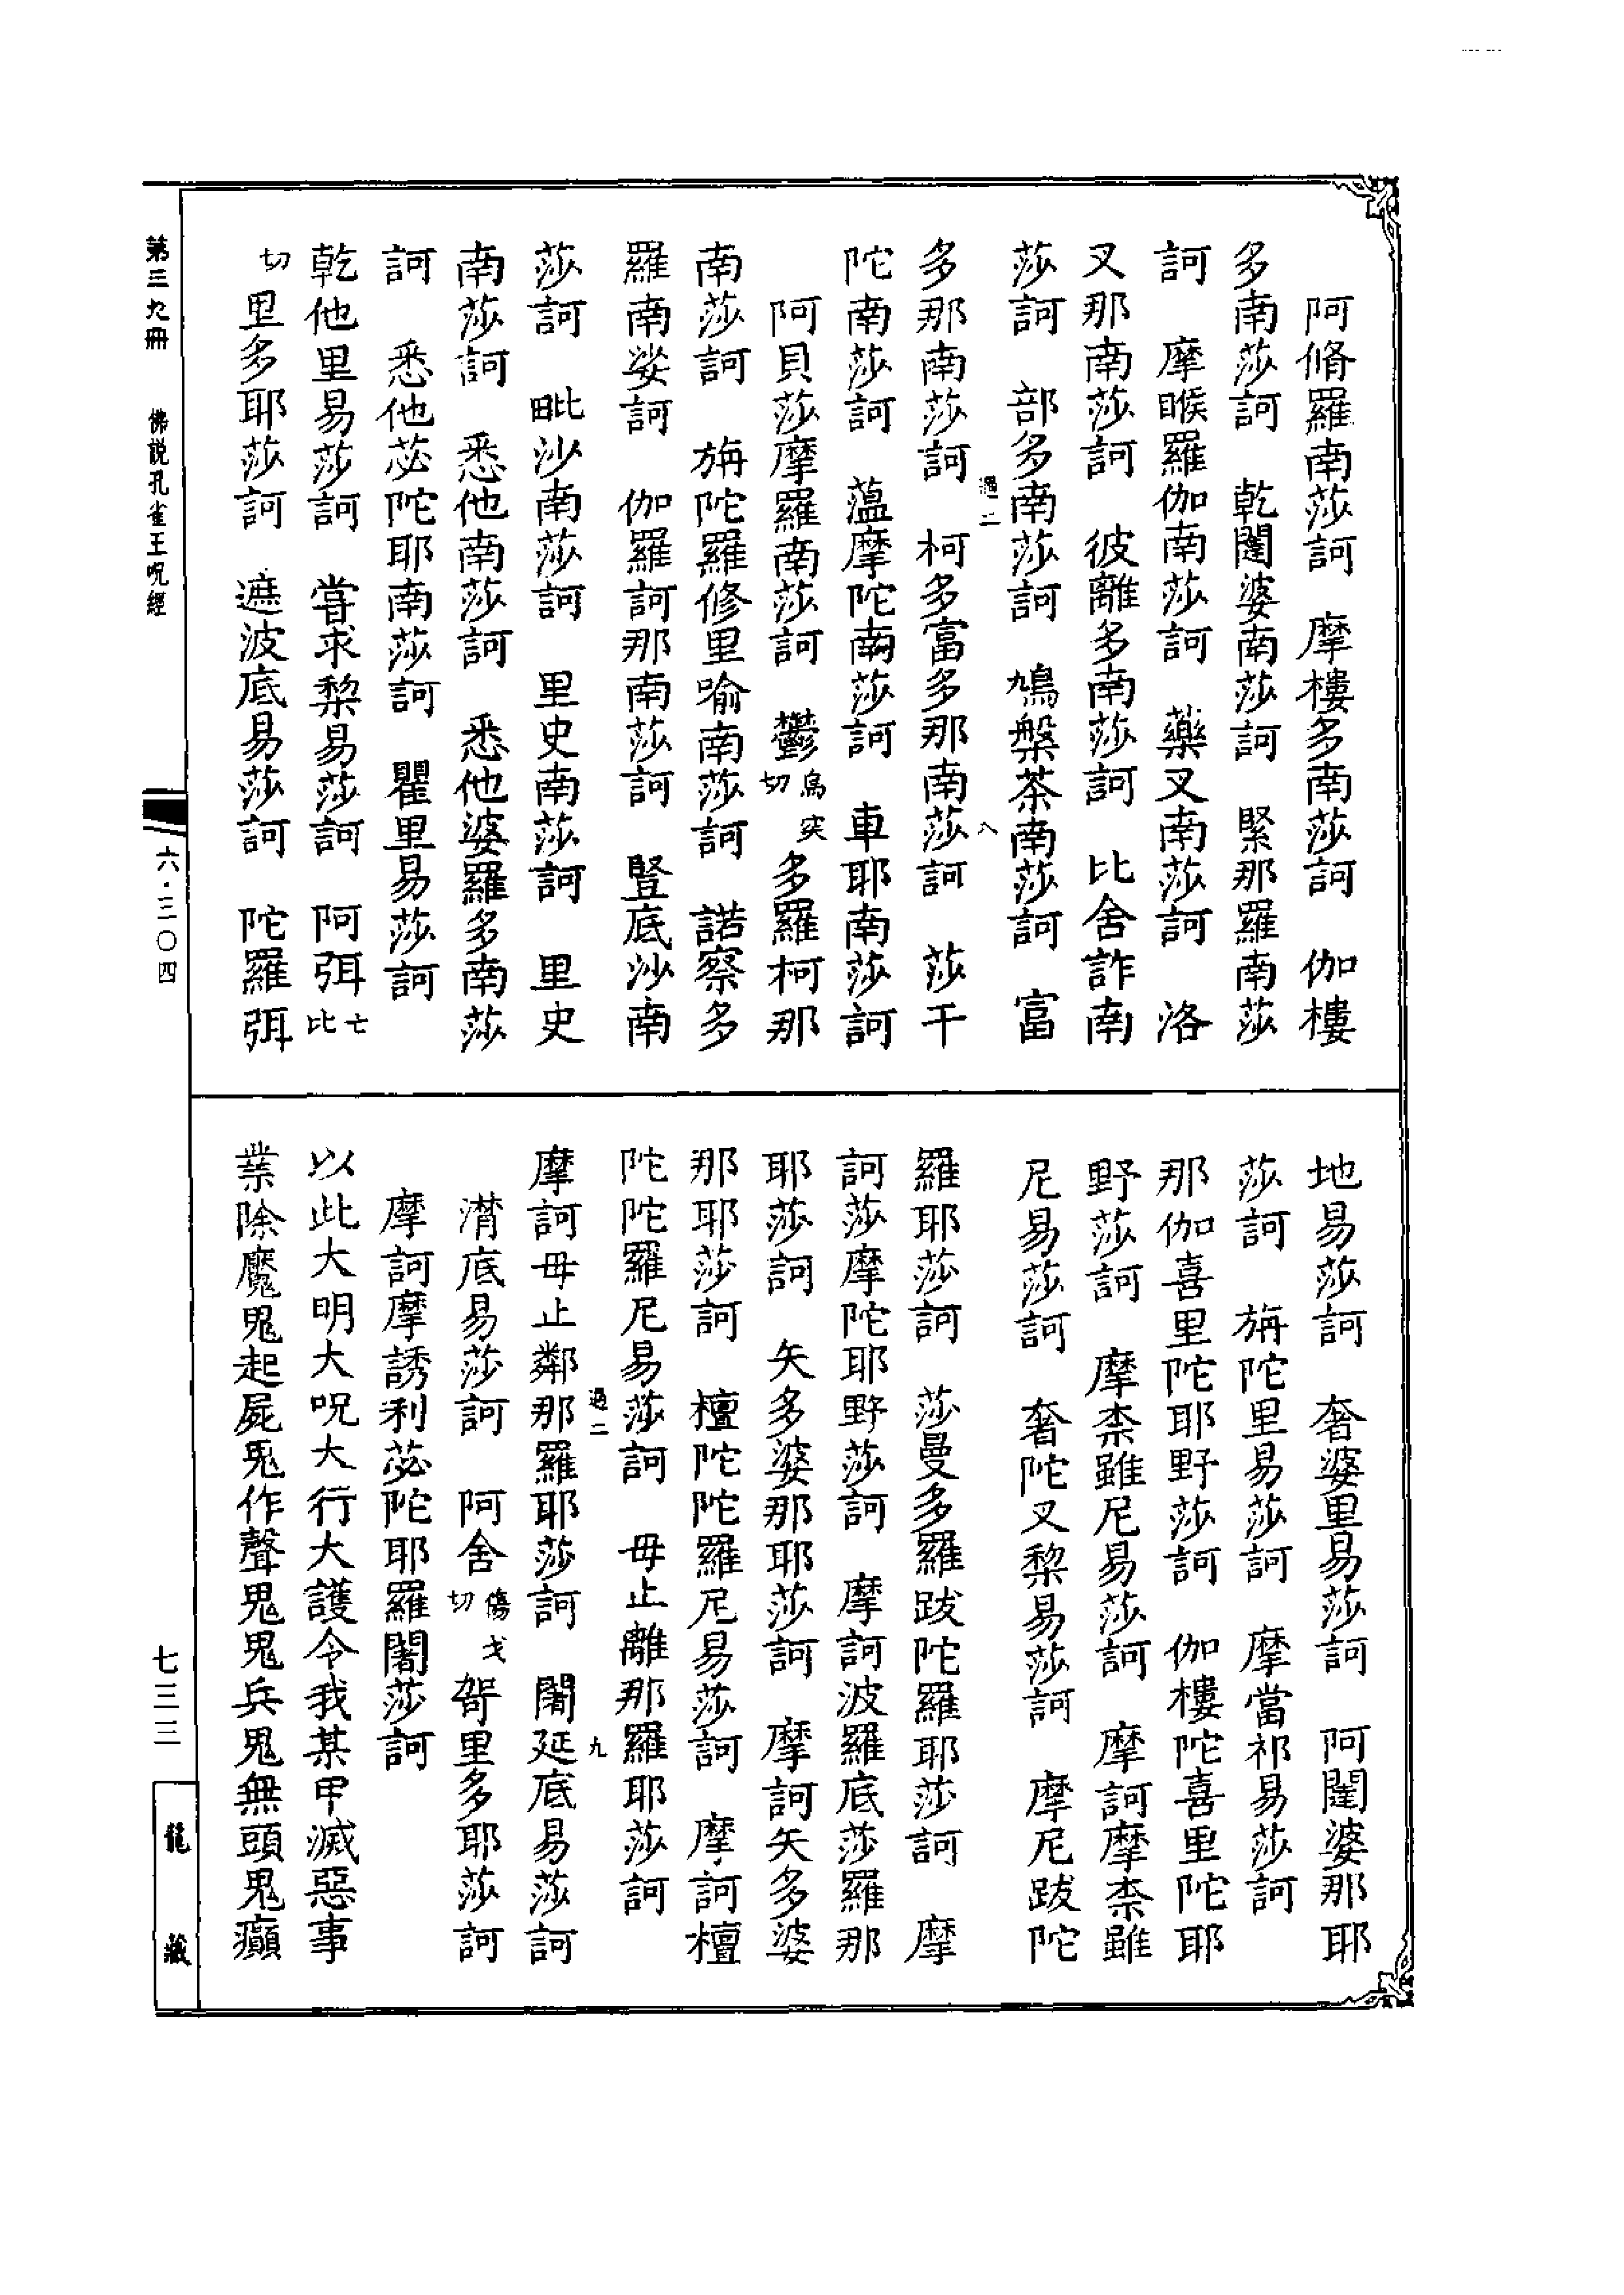 阿脩羅南莎訶　摩樓多南莎訶　伽樓
多南莎訶　乾闥婆南莎訶　緊那羅南莎
訶　摩睺羅伽南莎訶　藥叉南莎訶　洛
叉那南莎訶　彼離多南莎訶　比舍詐南
莎訶　部多南莎訶　鳩槃茶南莎訶　富
過二　八
多那南莎訶　柯多富多那南莎訶　莎干
陀南莎訶　蕰摩陀南莎訶　車耶南莎訶
阿貝莎摩羅南莎訶　鬱烏突切多羅柯那
南莎訶　旃陀羅修里喻南莎訶　諾察多
羅南娑訶　伽羅訶那南莎訶　豎底沙南
莎訶　毗沙南莎訶　里史南莎訶　里史
南莎訶　悉他南莎訶　悉他婆羅多南莎
訶　悉他苾陀耶南莎訶　瞿里易莎訶
乾他里易莎訶　甞求棃易莎訶　阿弭七比
切里多耶莎訶　遮波底易莎訶　陀羅弭
地易莎訶　奢婆里易莎訶　阿闥婆那耶
莎訶　旃陀里易莎訶　摩當祁易莎訶
那伽喜里陀耶野莎訶　伽樓陀喜里陀耶
野莎訶　摩柰雖尼易莎訶　摩訶摩柰雖
尼易莎訶　奢陀叉棃易莎訶　摩尼跋陀
羅耶莎訶　莎曼多羅跋陀羅耶莎訶　摩
訶莎摩陀耶野莎訶　摩訶波羅底莎羅那
耶莎訶　矢多婆那耶莎訶　摩訶矢多婆
那耶莎訶　檀陀陀羅尼易莎訶　摩訶檀
陀陀羅尼易莎訶　毋止離那羅耶莎訶
過二　九
摩訶毋止鄰那羅耶莎訶　闍延底易莎訶
潸底易莎訶　阿舍傷戈切哿里多耶莎訶
摩訶摩誘利苾陀耶羅闍莎訶
以此大明大呪大行大護令我某甲滅惡事
業除魔鬼起屍鬼作聲鬼鬼兵鬼無頭鬼癲
第三九冊　佛說孔雀王呪經
六·三〇四
七三三
龍藏